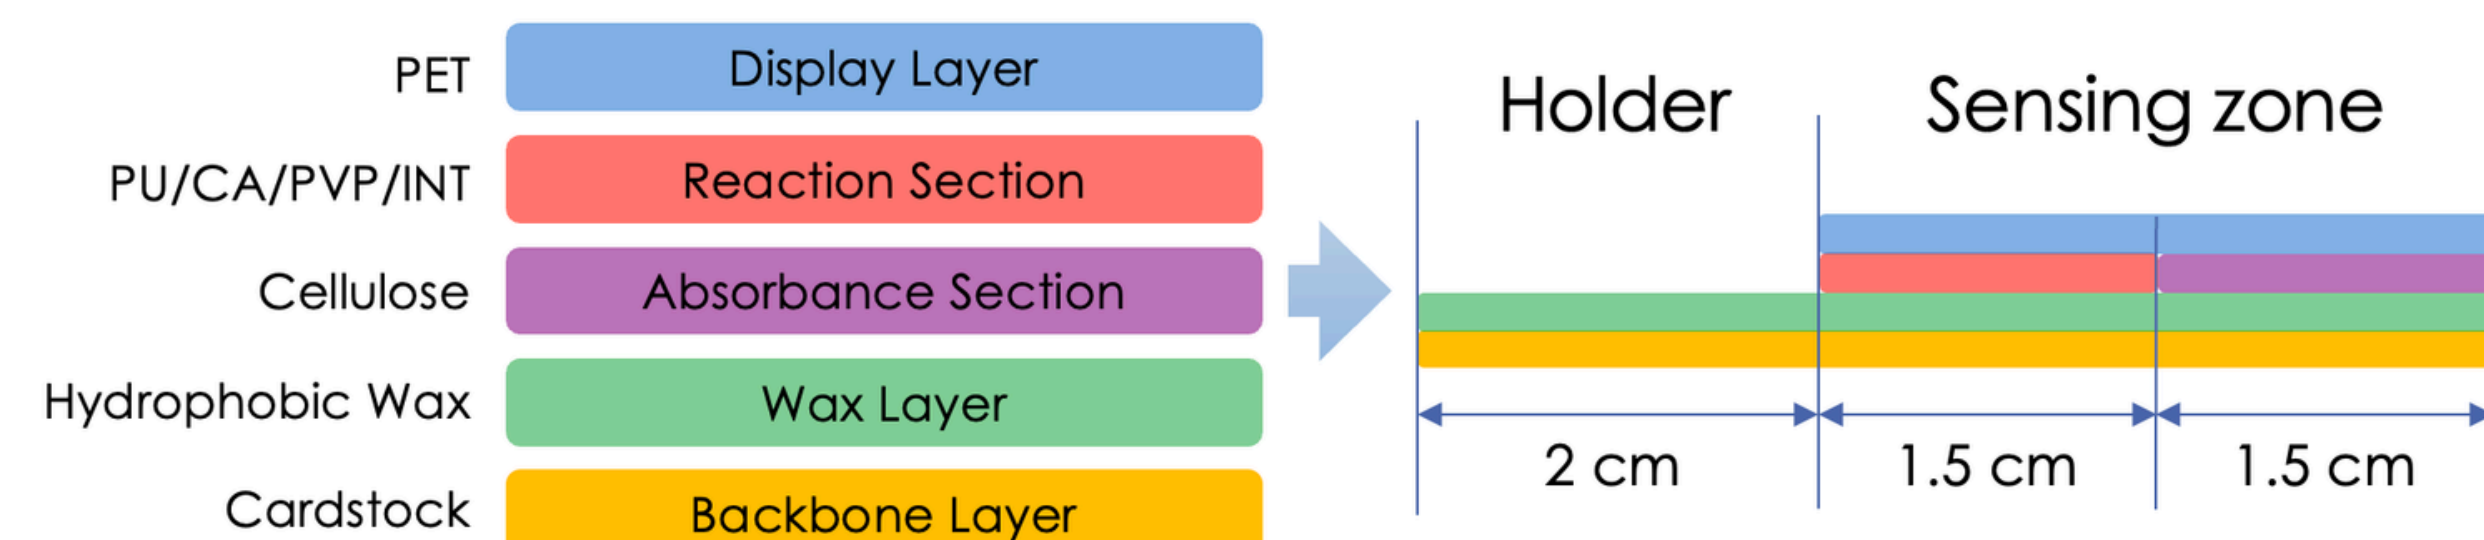 PET
Display Layer
PU/CA/PVP/INT
Reaction Section
Cellulose
Absorbance Section
Hydrophobic Wax
Wax Layer
Cardstock
Backbone Layer
Holder
Sensing zone
2 cm
1.5 cm
1.5 cm